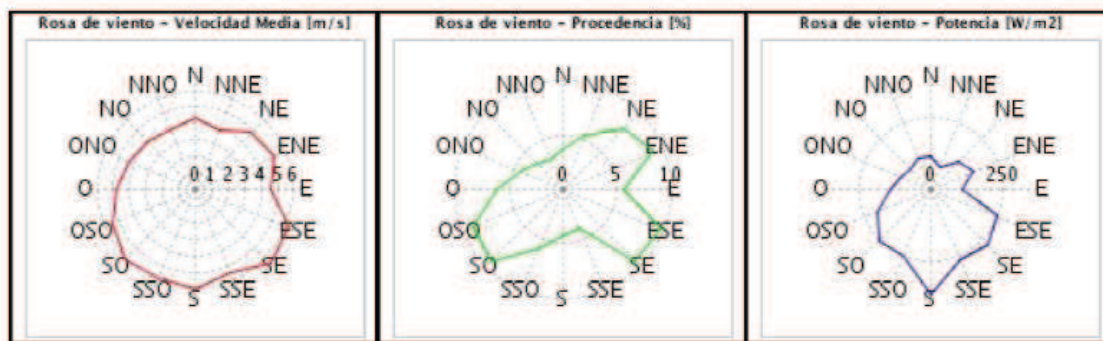 Rosa de viento - Velocidad Media [m/s]
N
NNO NNE
NO NE
ONO ENE
0 1 2 3 4 5 6
O E
OSO ESE
SO SE
SSO SSE
S
Rosa de viento - Procedencia [%]
N
NNO NNE
NO NE
ONO ENE
0 5 10
O E
OSO ESE
SO SE
SSO SSE
S
Rosa de viento - Potencia [W/m2]
N
NNO NNE
NO NE
ONO ENE
0 250
O E
OSO ESE
SO SE
SSO SSE
S